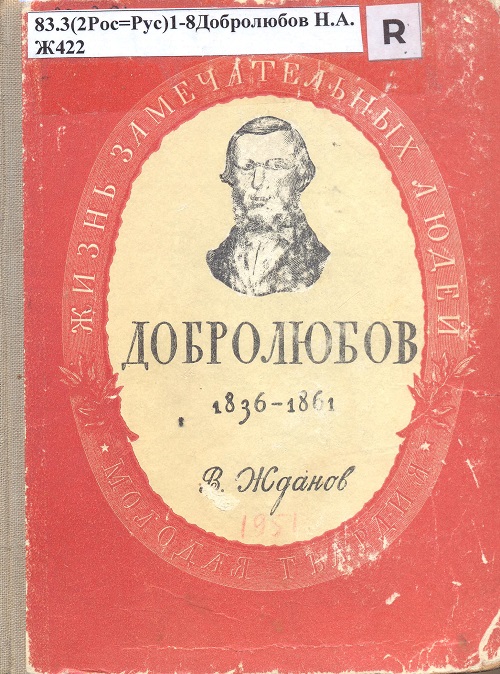 83.3(2Рос=Рус)1-8Добролюбов Н.А.
Ж422
R
ЖИЗНЬ ЗАМЕЧАТЕЛЬНЫХ ЛЮДЕЙ
ДОБРОЛЮБОВ
1836-1861
В. Жданов
1951
МОЛОДАЯ ГВАРДИЯ